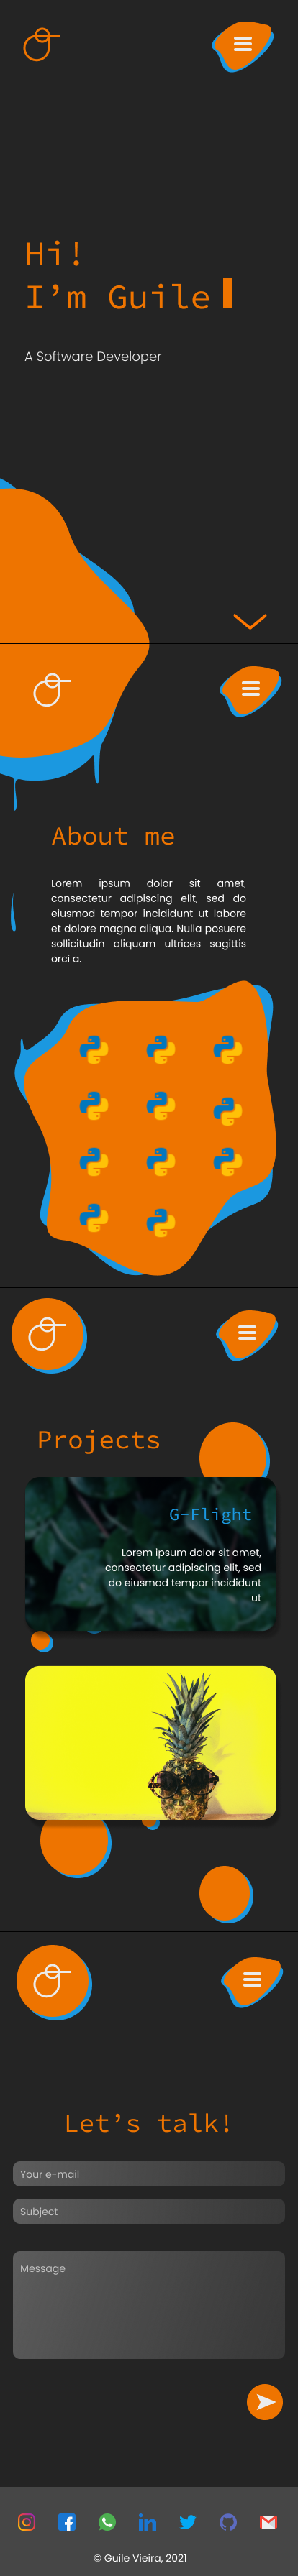 Hi!
I’m Guile
A Software Developer
About me
Lorem ipsum dolor sit amet,
consectetur adipiscing elit, sed do
eiusmod tempor incididunt ut labore
et dolore magna aliqua. Nulla posuere
sollicitudin aliquam ultrices sagittis
orci a.
Projects
G-Flight
Lorem ipsum dolor sit amet,
consectetur adipiscing elit, sed
do eiusmod tempor incididunt
ut
Let’s talk!
Your e-mail
Subject
Message
© Guile Vieira, 2021